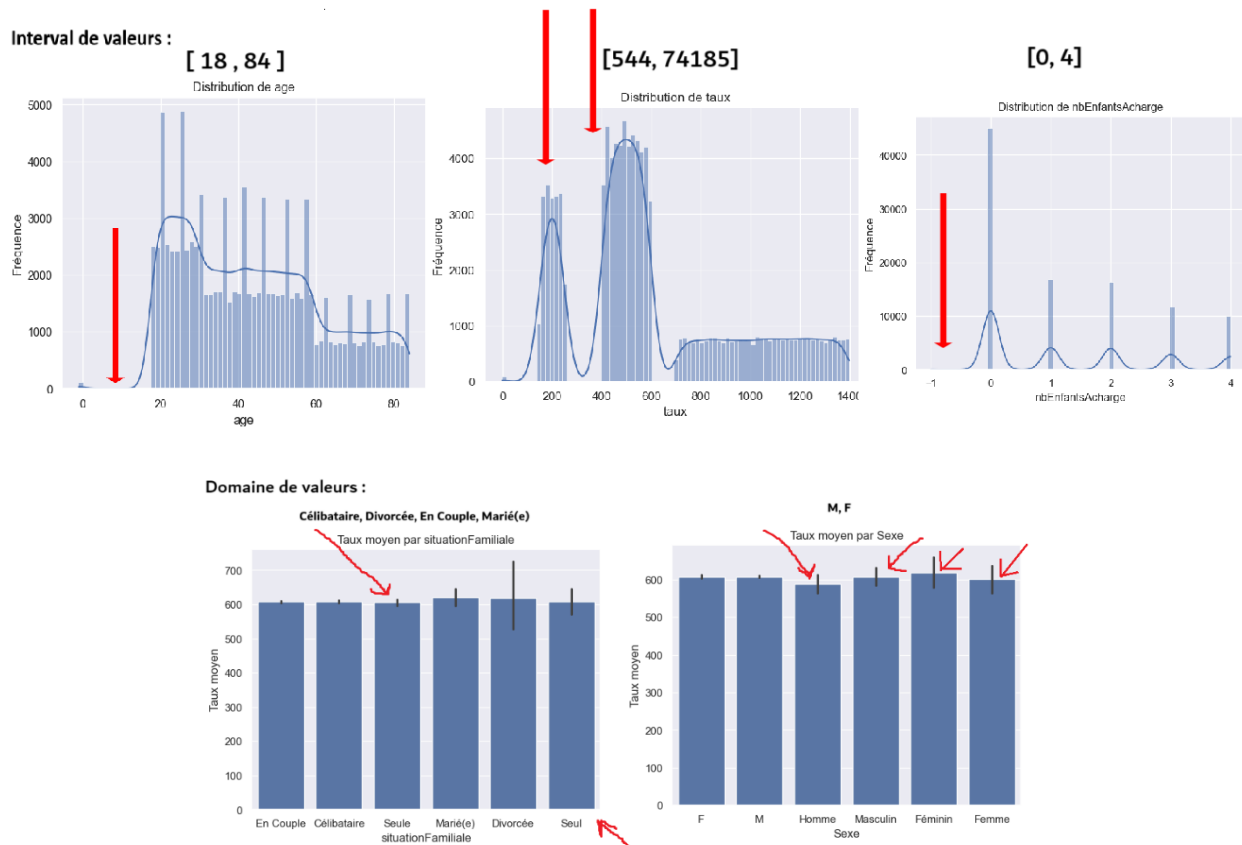 Interval de valeurs :
[ 18 , 84 ]
Distribution de age
5000
4000
3000
2000
1000
0
Fréquence
0
20
40
60
80
age
[544, 74185]
Distribution de taux
4000
3000
2000
1000
0
Fréquence
0
200
400
600
800
1000
1200
1400
taux
[0, 4]
Distribution de nbEnfantsAcharge
40000
30000
20000
10000
0
Fréquence
-1
0
1
2
3
4
nbEnfantsAcharge
Domaine de valeurs :
Célibataire, Divorcée, En Couple, Marié(e)
Taux moyen par situationFamiliale
700
600
500
400
300
200
100
0
Taux moyen
En Couple
Célibataire
Seule
Marié(e)
Divorcée
Seul
situationFamiliale
M, F
Taux moyen par Sexe
600
500
400
300
200
100
0
Taux moyen
F
M
Homme
Masculin
Féminin
Femme
Sexe